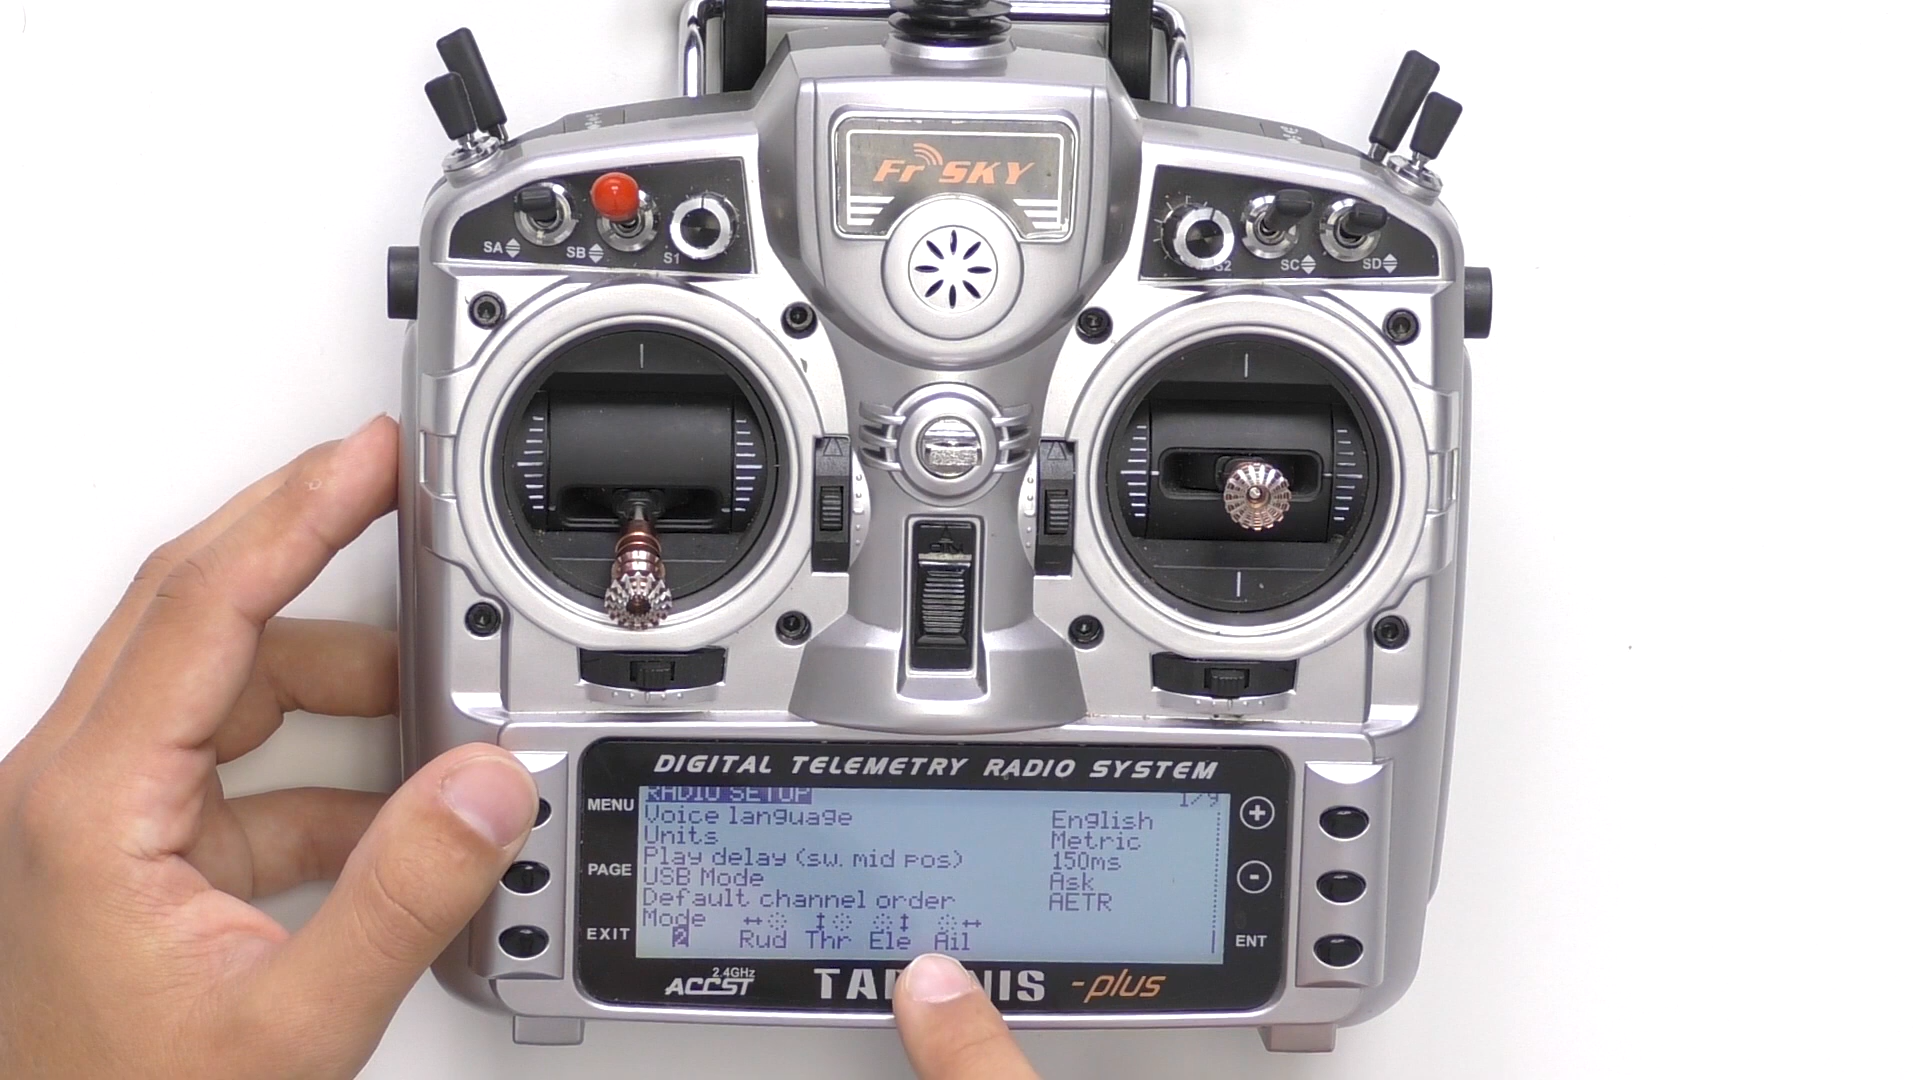 FrSKY
SA
SB
S1
S2
SC
SD
DIGITAL TELEMETRY RADIO SYSTEM
MENU
PAGE
EXIT
RADIO SETUP 1/9
Voice language English
Units Metric
Play delay (sw. mid pos) 150ms
USB Mode Ask
Default channel order AETR
Mode
2 Rud Thr Ele Ail
+
-
ENT
2.4GHz
ACCST
-plus